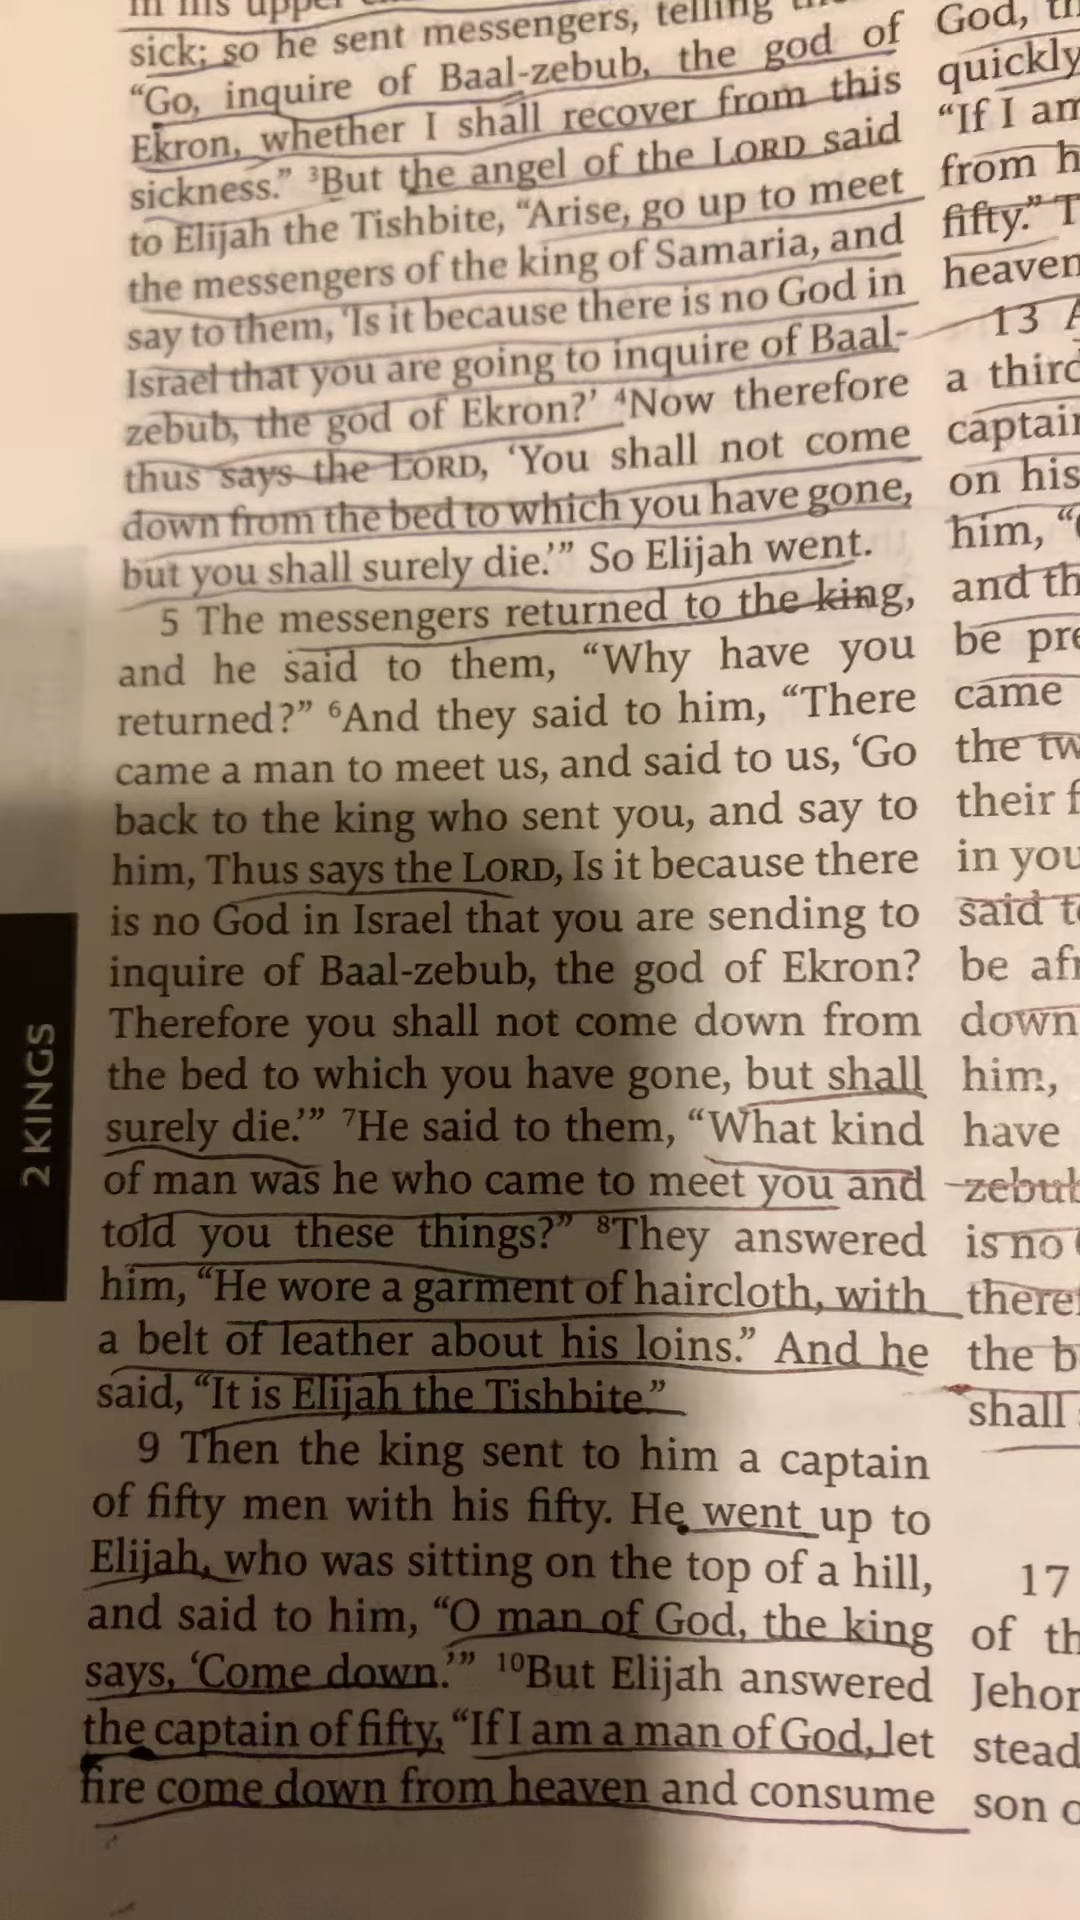 in his upper
sick; so he sent messengers, telling
“Go, inquire of Baal-zebub, the god of
Ekron, whether I shall recover from this
sickness.” ³But the angel of the LORD said
to Elijah the Tishbite, “Arise, go up to meet
the messengers of the king of Samaria, and
say to them, ‘Is it because there is no God in
Israel that you are going to inquire of Baal-
zebub, the god of Ekron?’ ⁴Now therefore
thus says the LORD, ‘You shall not come
down from the bed to which you have gone,
but you shall surely die.’” So Elijah went.
5 The messengers returned to the king,
and he said to them, “Why have you
returned?” ⁶And they said to him, “There
came a man to meet us, and said to us, ‘Go
back to the king who sent you, and say to
him, Thus says the LORD, Is it because there
is no God in Israel that you are sending to
inquire of Baal-zebub, the god of Ekron?
Therefore you shall not come down from
the bed to which you have gone, but shall
surely die.’” ⁷He said to them, “What kind
of man was he who came to meet you and
told you these things?” ⁸They answered
him, “He wore a garment of haircloth, with
a belt of leather about his loins.” And he
said, “It is Elijah the Tishbite.”
9 Then the king sent to him a captain
of fifty men with his fifty. He went up to
Elijah, who was sitting on the top of a hill,
and said to him, “O man of God, the king
says, ‘Come down.’” ¹⁰But Elijah answered
the captain of fifty, “If I am a man of God, let
fire come down from heaven and consume
God,
quickly
“If I am
from
fifty.”
heaven
13
a third
captain
on his
him,
and
be
came
the
their
in you
said
be
down
him,
have
zebub
is no
the b
shall
17
of
stead
son
2 KINGS